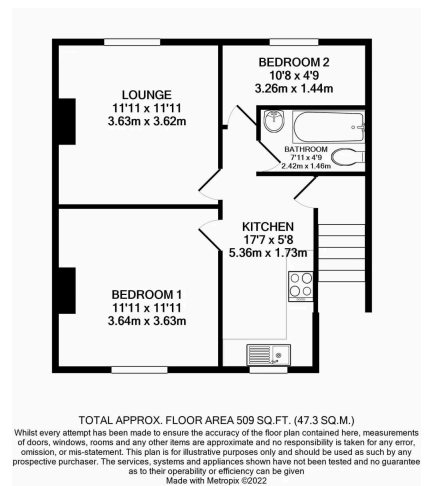 LOUNGE
11'11 x 11'11
3.63m x 3.62m
BEDROOM 2
10'8 x 4'9
3.26m x 1.44m
BATHROOM
7'11 x 4'9
2.42m x 1.46m
KITCHEN
17'7 x 5'8
5.36m x 1.73m
BEDROOM 1
11'11 x 11'11
3.64m x 3.63m
TOTAL APPROX. FLOOR AREA 509 SQ.FT. (47.3 SQ.M.)
Whilst every attempt has been made to ensure the accuracy of the floor plan contained here, measurements
of doors, windows, rooms and any other items are approximate and no responsibility is taken for any error,
omission, or mis-statement. This plan is for illustrative purposes only and should be used as such by any
prospective purchaser. The services, systems and appliances shown have not been tested and no guarantee
as to their operability or efficiency can be given
Made with Metropix ©2022